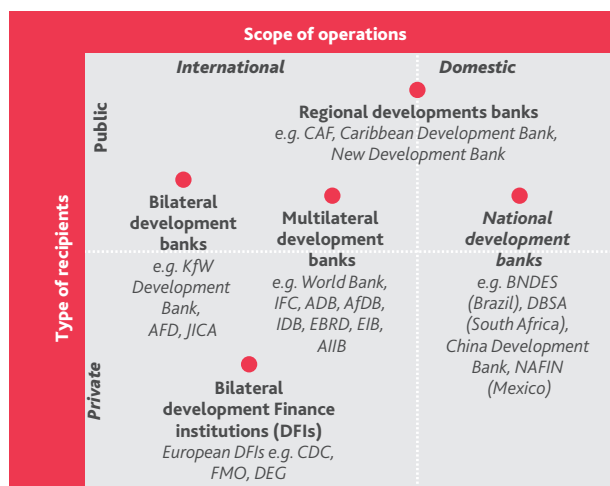 Scope of operations
International
Domestic
Type of recipients
Public
Private
Regional developments banks
e.g. CAF, Caribbean Development Bank,
New Development Bank
Bilateral
development
banks
e.g. KfW
Development
Bank,
AFD, JICA
Multilateral
development
banks
e.g. World Bank,
IFC, ADB, AfDB,
IDB, EBRD, EIB,
AIIB
National
development
banks
e.g. BNDES
(Brazil), DBSA
(South Africa),
China Development
Bank, NAFIN
(Mexico)
Bilateral
development Finance
institutions (DFIs)
European DFIs e.g. CDC,
FMO, DEG